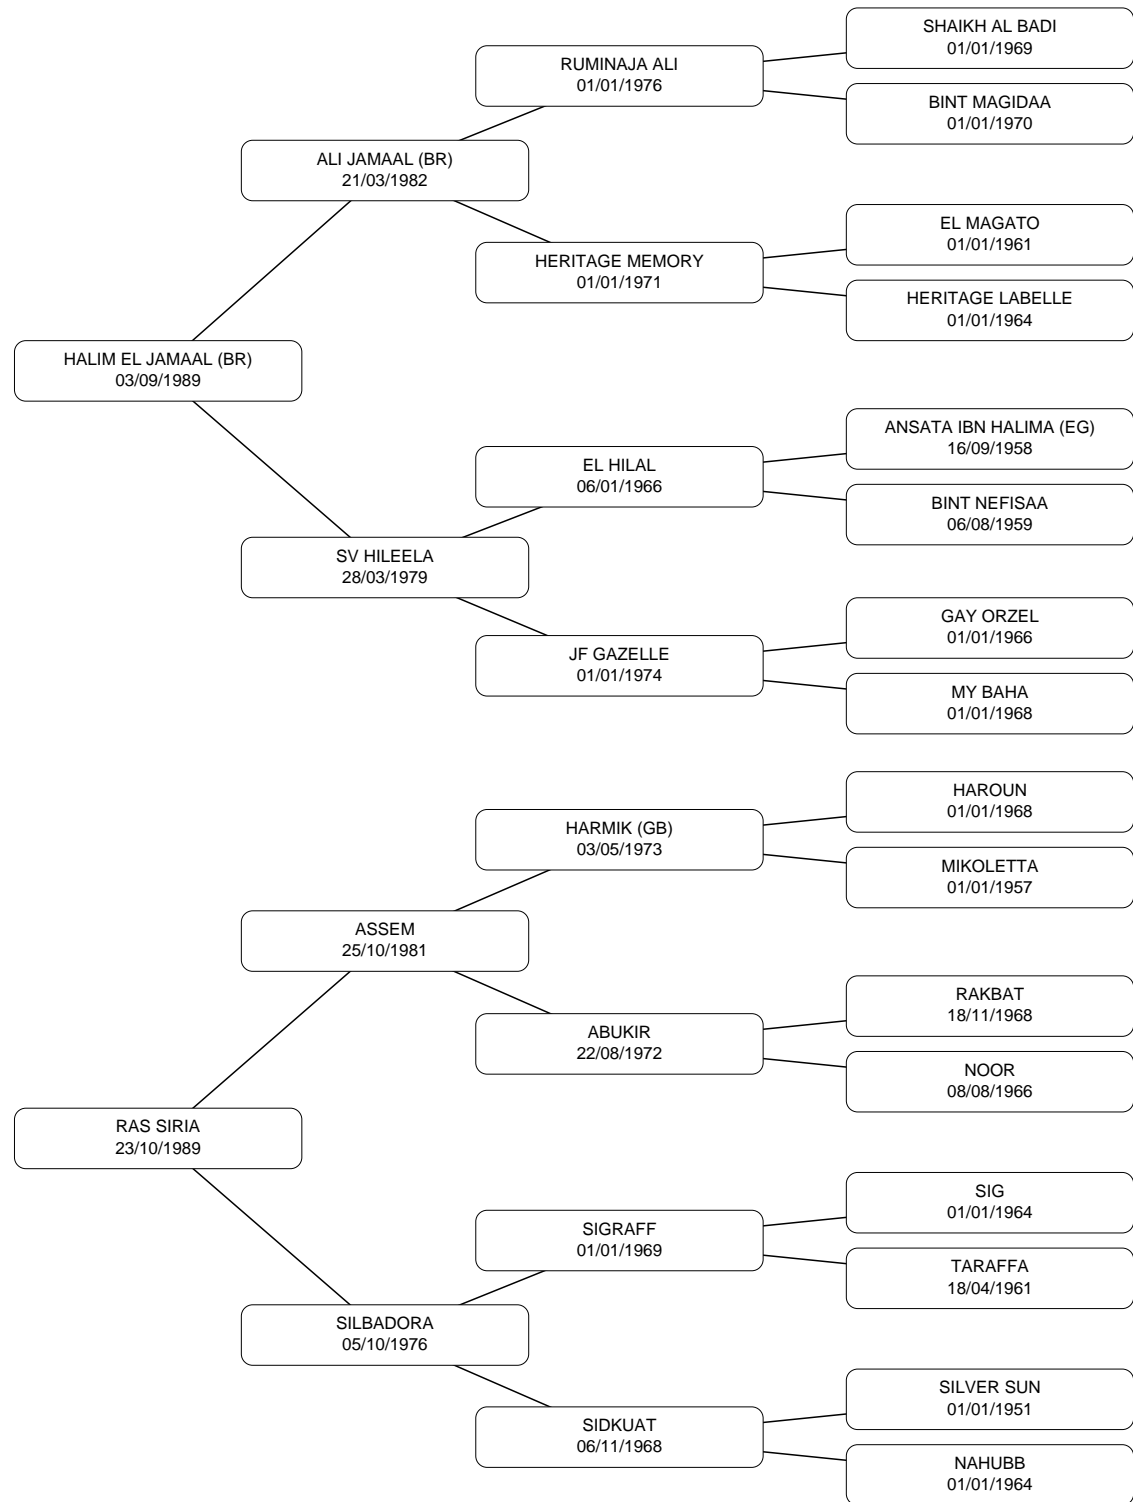 SHAIKH AL BADI
01/01/1969
RUMINAJA ALI
01/01/1976
BINT MAGIDAA
01/01/1970
ALI JAMAAL (BR)
21/03/1982
EL MAGATO
01/01/1961
HERITAGE MEMORY
01/01/1971
HERITAGE LABELLE
01/01/1964
HALIM EL JAMAAL (BR)
03/09/1989
ANSATA IBN HALIMA (EG)
16/09/1958
EL HILAL
06/01/1966
BINT NEFISAA
06/08/1959
SV HILEELA
28/03/1979
GAY ORZEL
01/01/1966
JF GAZELLE
01/01/1974
MY BAHA
01/01/1968
HAROUN
01/01/1968
HARMIK (GB)
03/05/1973
MIKOLETTA
01/01/1957
ASSEM
25/10/1981
RAKBAT
18/11/1968
ABUKIR
22/08/1972
NOOR
08/08/1966
RAS SIRIA
23/10/1989
SIG
01/01/1964
SIGRAFF
01/01/1969
TARAFFA
18/04/1961
SILBADORA
05/10/1976
SILVER SUN
01/01/1951
SIDKUAT
06/11/1968
NAHUBB
01/01/1964